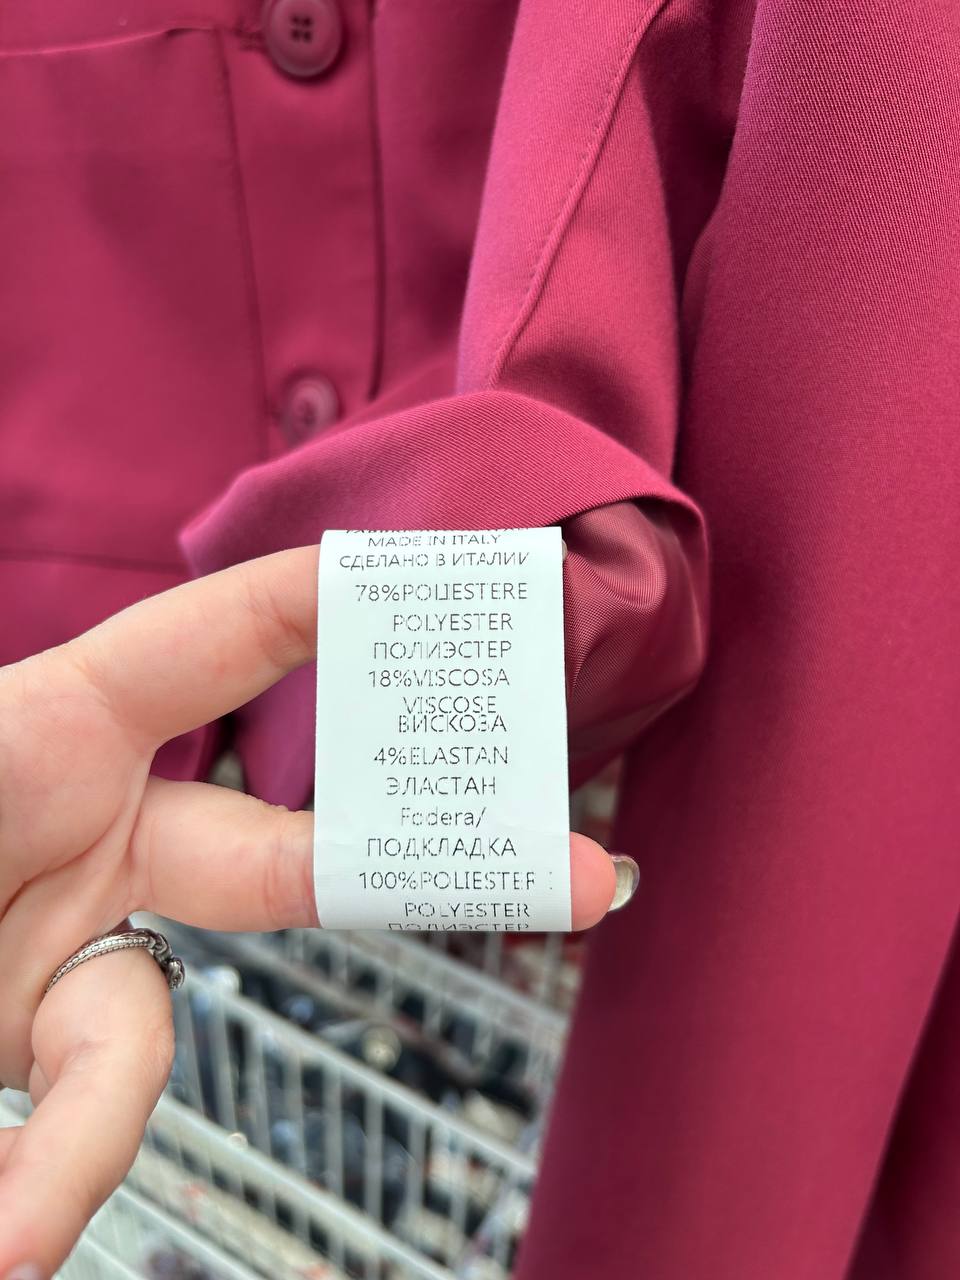 MADE IN ITALY
СДЕЛАНО В ИТАЛИИ
78%POLIESTERE
POLYESTER
ПОЛИЭСТЕР
18%VISCOSA
VISCOSE
ВИСКОЗА
4%ELASTAN
ЭЛАСТАН
Fodera/
ПОДКЛАДКА
100%POLIESTER
POLYESTER
ПОЛИЭСТЕР